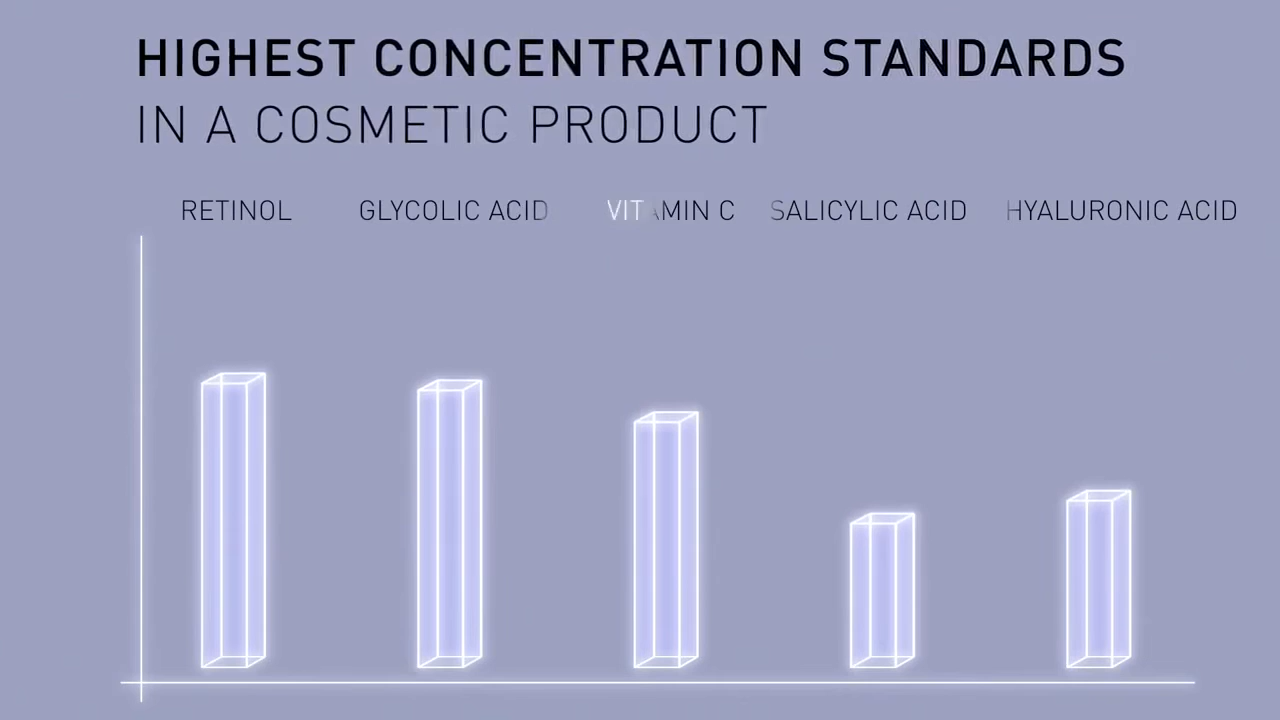 HIGHEST CONCENTRATION STANDARDS
IN A COSMETIC PRODUCT
RETINOL GLYCOLIC ACID VITAMIN C SALICYLIC ACID HYALURONIC ACID